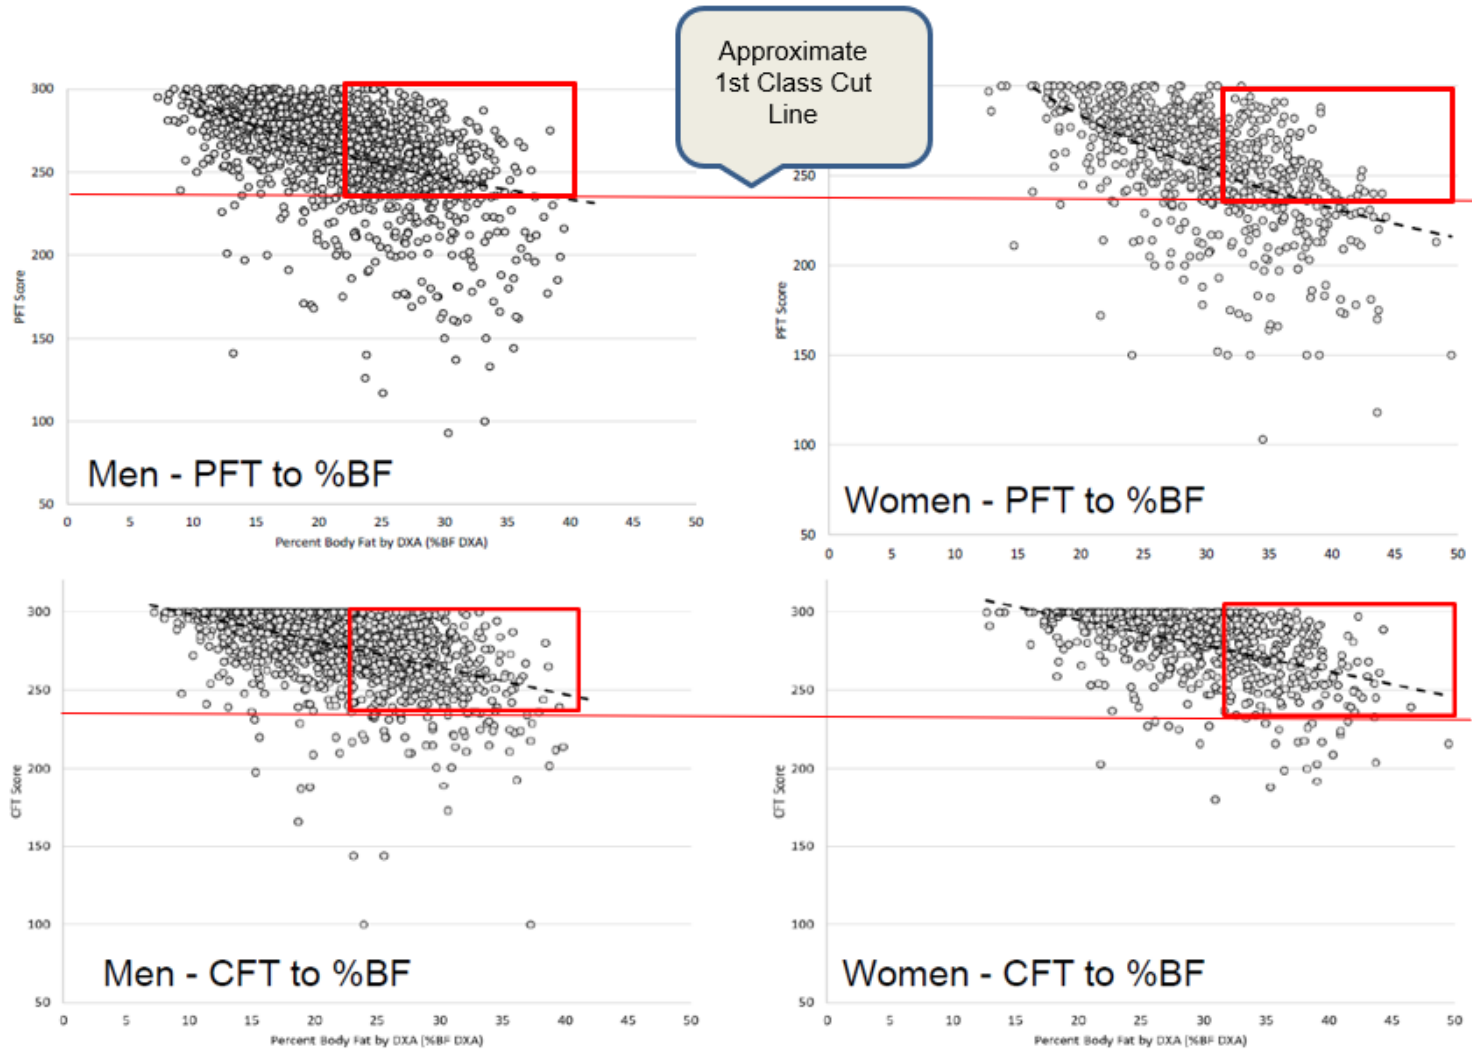 Approximate
1st Class Cut
Line
300
250
200
150
100
50
PFT Score
Men - PFT to %BF
0 5 10 15 20 25 30 35 40 45 50
Percent Body Fat by DXA (%BF DXA)
300
250
200
150
100
50
PFT Score
Women - PFT to %BF
0 5 10 15 20 25 30 35 40 45 50
300
250
200
150
100
50
CFT Score
Men - CFT to %BF
0 5 10 15 20 25 30 35 40 45 50
Percent Body Fat by DXA (%BF DXA)
300
250
200
150
100
50
CFT Score
Women - CFT to %BF
0 5 10 15 20 25 30 35 40 45 50
Percent Body Fat by DXA (%BF DXA)